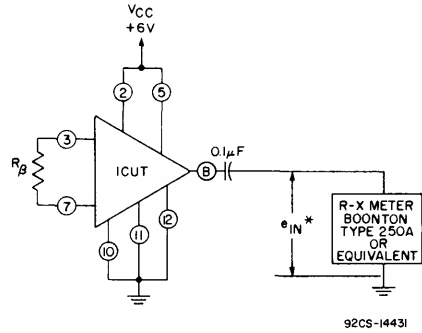 VCC
+6V
2
5
3
Rβ
7
ICUT
8
0.1μF
10
11
12
eIN*
R-X METER
BOONTON
TYPE 250A
OR
EQUIVALENT
92CS-14431